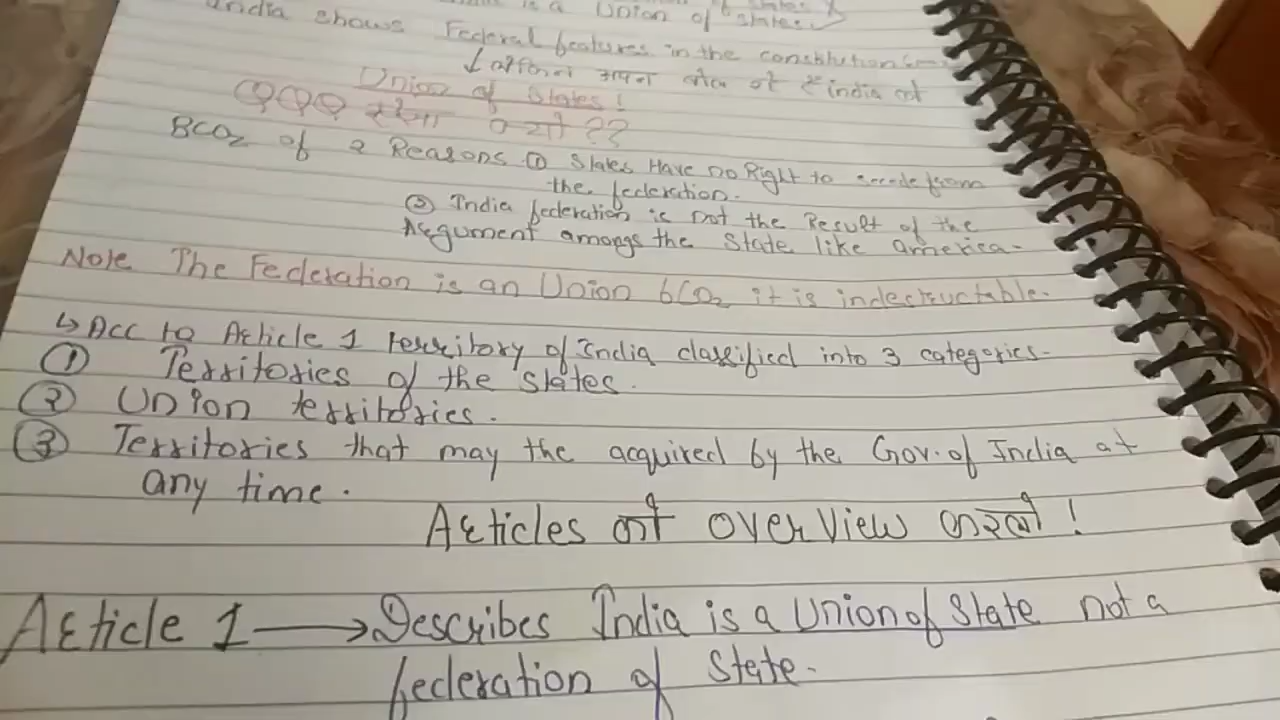 is a Union of states
India shows Federal features in the constitution
of India
Union of States !
??
BCOZ of 2 Reasons ① States Have no Right to secede from
the federation.
② India federation is not the Result of the
Aegument amongs the State like america-
Note The Federation is an Union bCOZ it is indestructable.
↳ Acc to Article 1 territory of India classified into 3 categories-
① Territories of the states.
② Union territories.
③ Territories that may the acquired by the Gov. of India at
any time.
Articles का overview करते !
Article 1 → Describes India is a Union of State not a
federation of State-